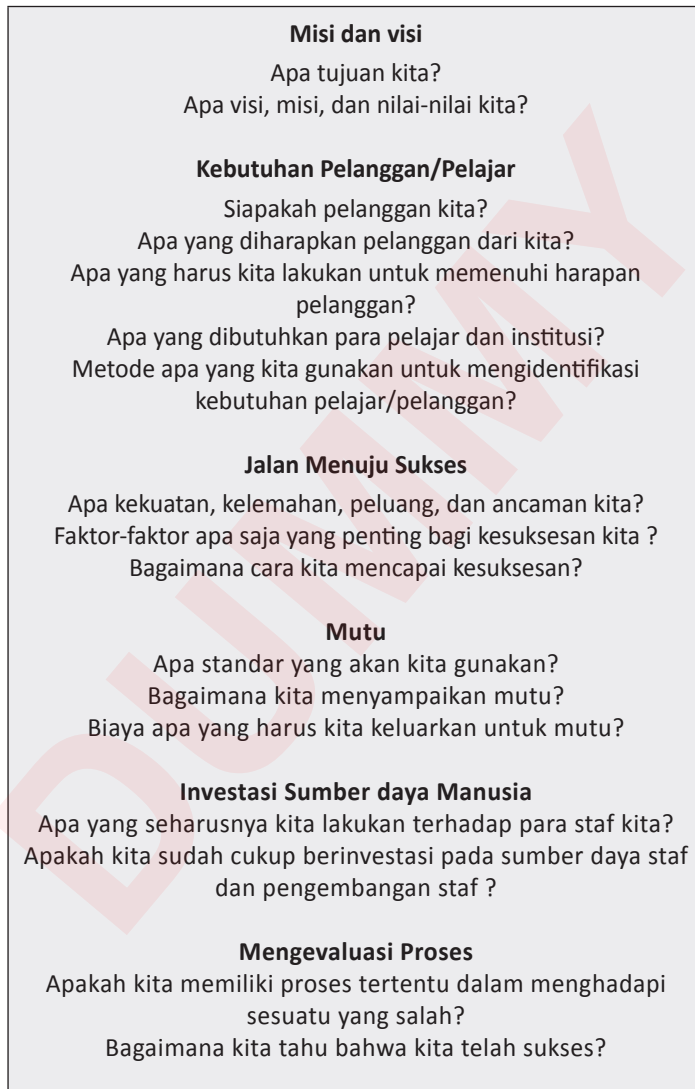 Misi dan visi
Apa tujuan kita?
Apa visi, misi, dan nilai-nilai kita?
Kebutuhan Pelanggan/Pelajar
Siapakah pelanggan kita?
Apa yang diharapkan pelanggan dari kita?
Apa yang harus kita lakukan untuk memenuhi harapan
pelanggan?
Apa yang dibutuhkan para pelajar dan institusi?
Metode apa yang kita gunakan untuk mengidentifikasi
kebutuhan pelajar/pelanggan?
Jalan Menuju Sukses
Apa kekuatan, kelemahan, peluang, dan ancaman kita?
Faktor-faktor apa saja yang penting bagi kesuksesan kita ?
Bagaimana cara kita mencapai kesuksesan?
Mutu
Apa standar yang akan kita gunakan?
Bagaimana kita menyampaikan mutu?
Biaya apa yang harus kita keluarkan untuk mutu?
Investasi Sumber daya Manusia
Apa yang seharusnya kita lakukan terhadap para staf kita?
Apakah kita sudah cukup berinvestasi pada sumber daya staf
dan pengembangan staf ?
Mengevaluasi Proses
Apakah kita memiliki proses tertentu dalam menghadapi
sesuatu yang salah?
Bagaimana kita tahu bahwa kita telah sukses?
DUMMY